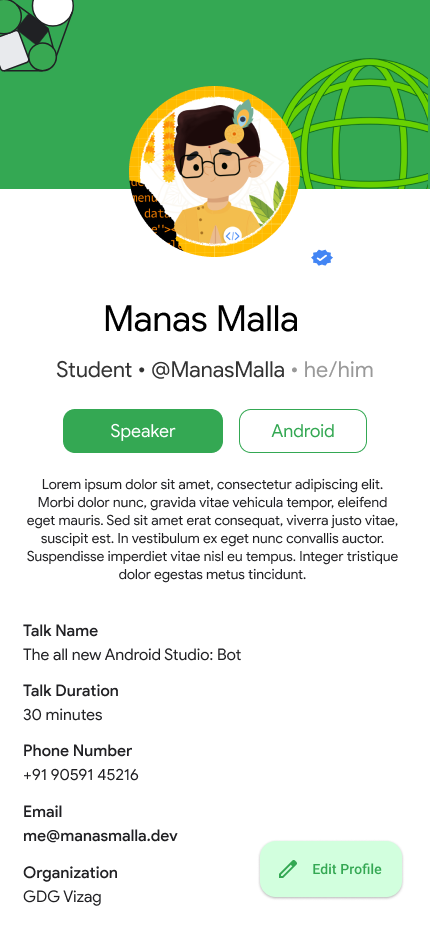 menu
data
Manas Malla
Student • @ManasMalla • he/him
Speaker
Android
Lorem ipsum dolor sit amet, consectetur adipiscing elit.
Morbi dolor nunc, gravida vitae vehicula tempor, eleifend
eget mauris. Sed sit amet erat consequat, viverra justo vitae,
suscipit est. In vestibulum ex eget nunc convallis auctor.
Suspendisse imperdiet vitae nisl eu tempus. Integer tristique
dolor egestas metus tincidunt.
Talk Name
The all new Android Studio: Bot
Talk Duration
30 minutes
Phone Number
+91 90591 45216
Email
me@manasmalla.dev
Organization
GDG Vizag
Edit Profile